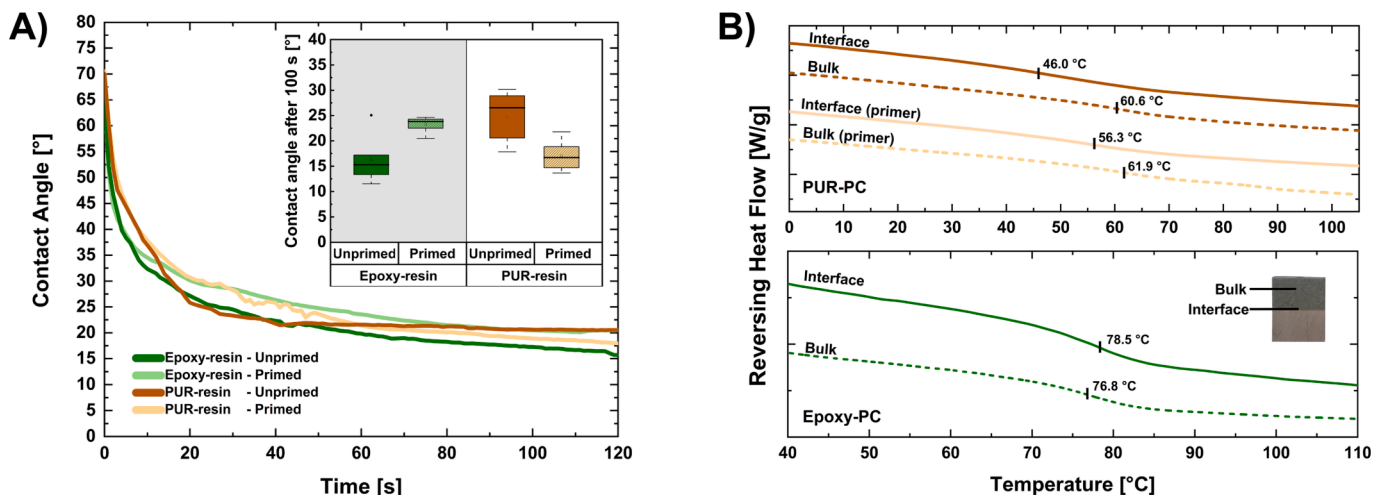 A)
Contact Angle [°]
80
75
70
65
60
55
50
45
40
35
30
25
20
15
10
5
0
0 20 40 60 80 100 120
Time [s]
Epoxy-resin - Unprimed
Epoxy-resin - Primed
PUR-resin - Unprimed
PUR-resin - Primed
Contact angle after 100 s [°]
40
35
30
25
20
15
10
5
0
Unprimed Primed Unprimed Primed
Epoxy-resin PUR-resin
B)
Reversing Heat Flow [W/g]
Interface
46.0 °C
Bulk
60.6 °C
Interface (primer)
56.3 °C
Bulk (primer)
61.9 °C
PUR-PC
0 10 20 30 40 50 60 70 80 90 100
Interface
78.5 °C
Bulk
76.8 °C
Epoxy-PC
Bulk
Interface
40 50 60 70 80 90 100 110
Temperature [°C]